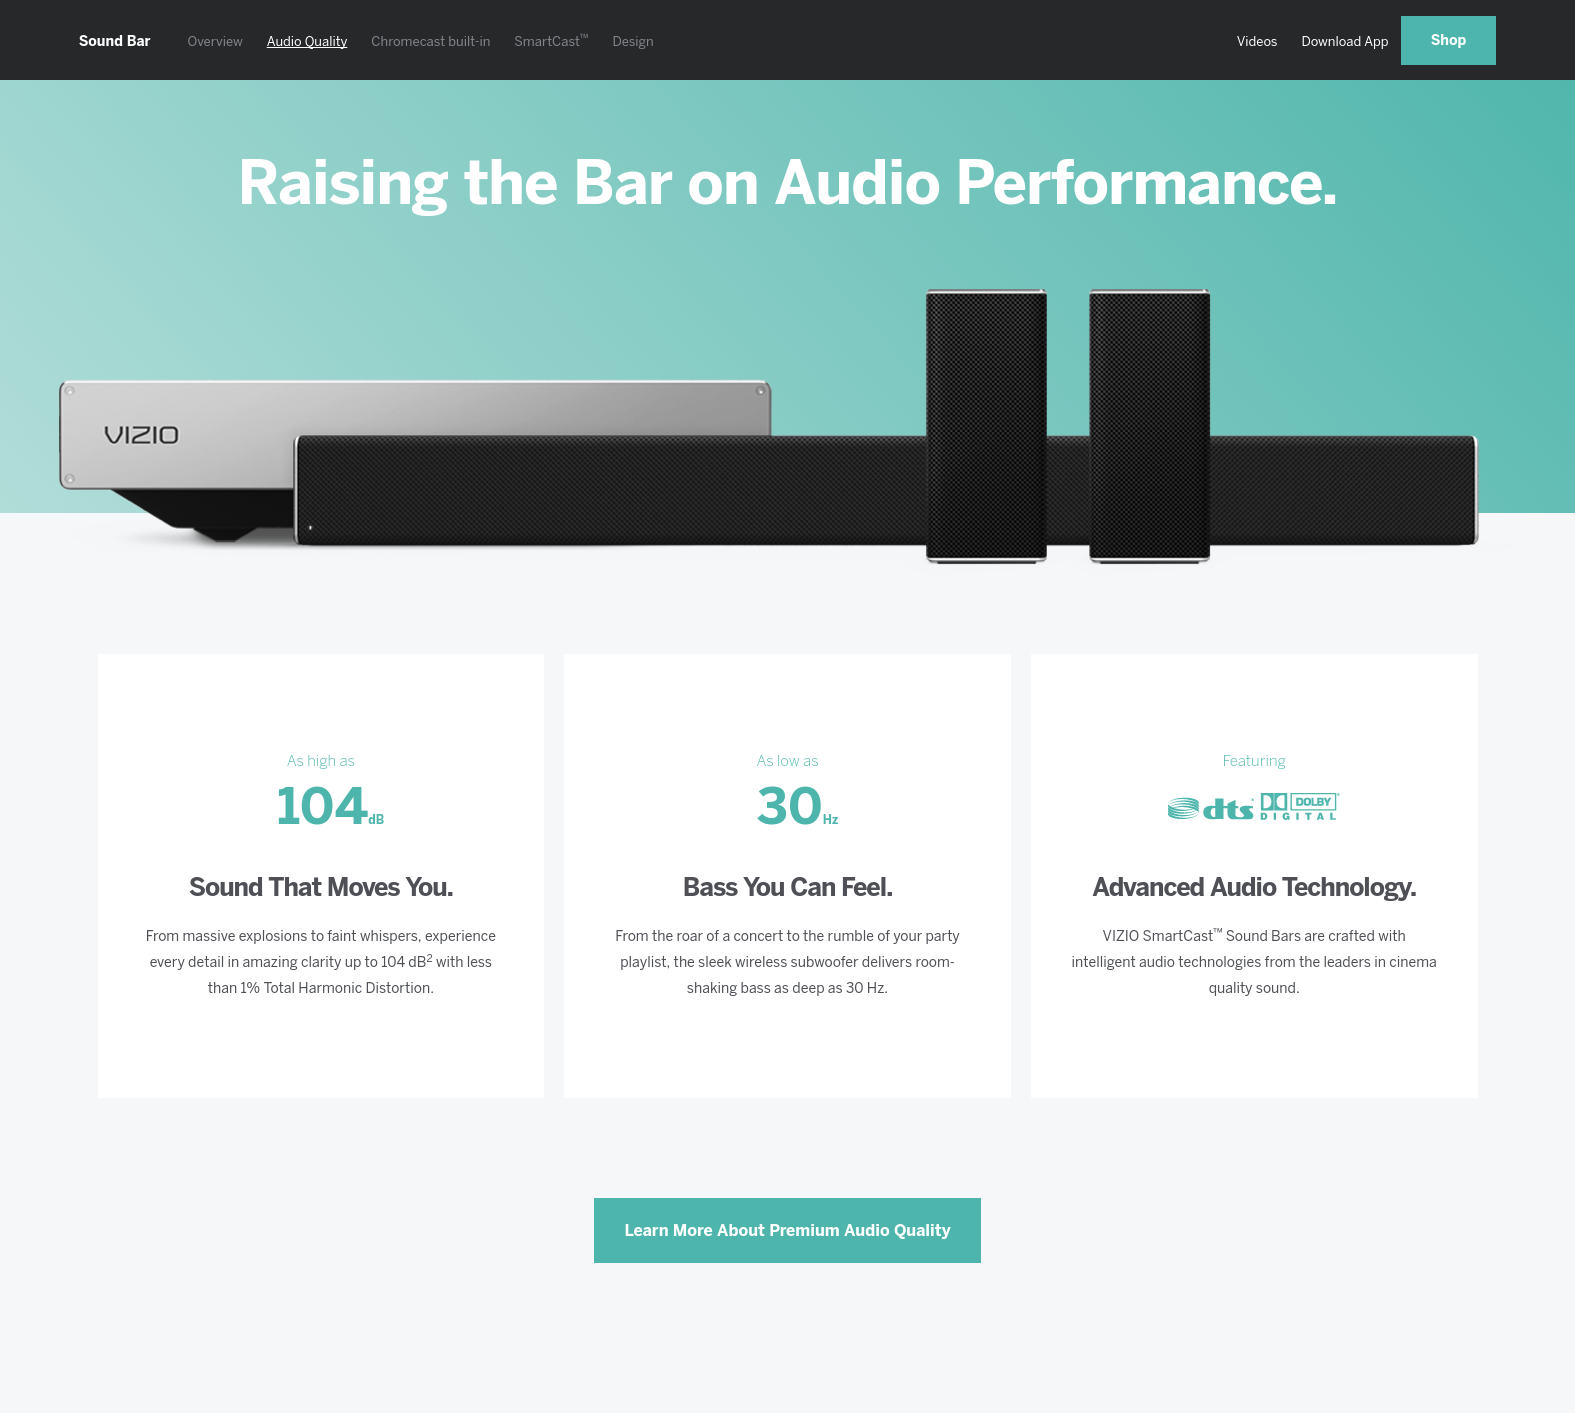 Sound Bar Overview Audio Quality Chromecast built-in SmartCast™ Design Videos Download App Shop
Raising the Bar on Audio Performance.
VIZIO
As high as
104dB
Sound That Moves You.
From massive explosions to faint whispers, experience
every detail in amazing clarity up to 104 dB² with less
than 1% Total Harmonic Distortion.
As low as
30Hz
Bass You Can Feel.
From the roar of a concert to the rumble of your party
playlist, the sleek wireless subwoofer delivers room-
shaking bass as deep as 30 Hz.
Featuring
dts DOLBY
DIGITAL
Advanced Audio Technology.
VIZIO SmartCast™ Sound Bars are crafted with
intelligent audio technologies from the leaders in cinema
quality sound.
Learn More About Premium Audio Quality